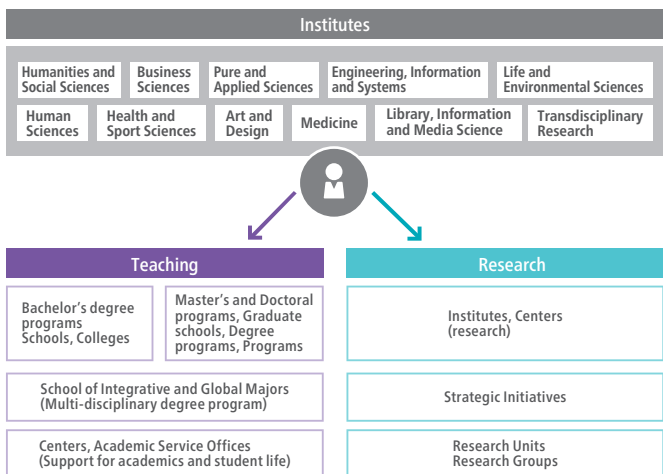 Institutes
Humanities and
Social Sciences
Business
Sciences
Pure and
Applied Sciences
Engineering, Information
and Systems
Life and
Environmental Sciences
Human
Sciences
Health and
Sport Sciences
Art and
Design
Medicine
Library, Information
and Media Science
Transdisciplinary
Research
Teaching
Bachelor's degree
programs
Schools, Colleges
Master's and Doctoral
programs, Graduate
schools, Degree
programs, Programs
School of Integrative and Global Majors
(Multi-disciplinary degree program)
Centers, Academic Service Offices
(Support for academics and student life)
Research
Institutes, Centers
(research)
Strategic Initiatives
Research Units
Research Groups